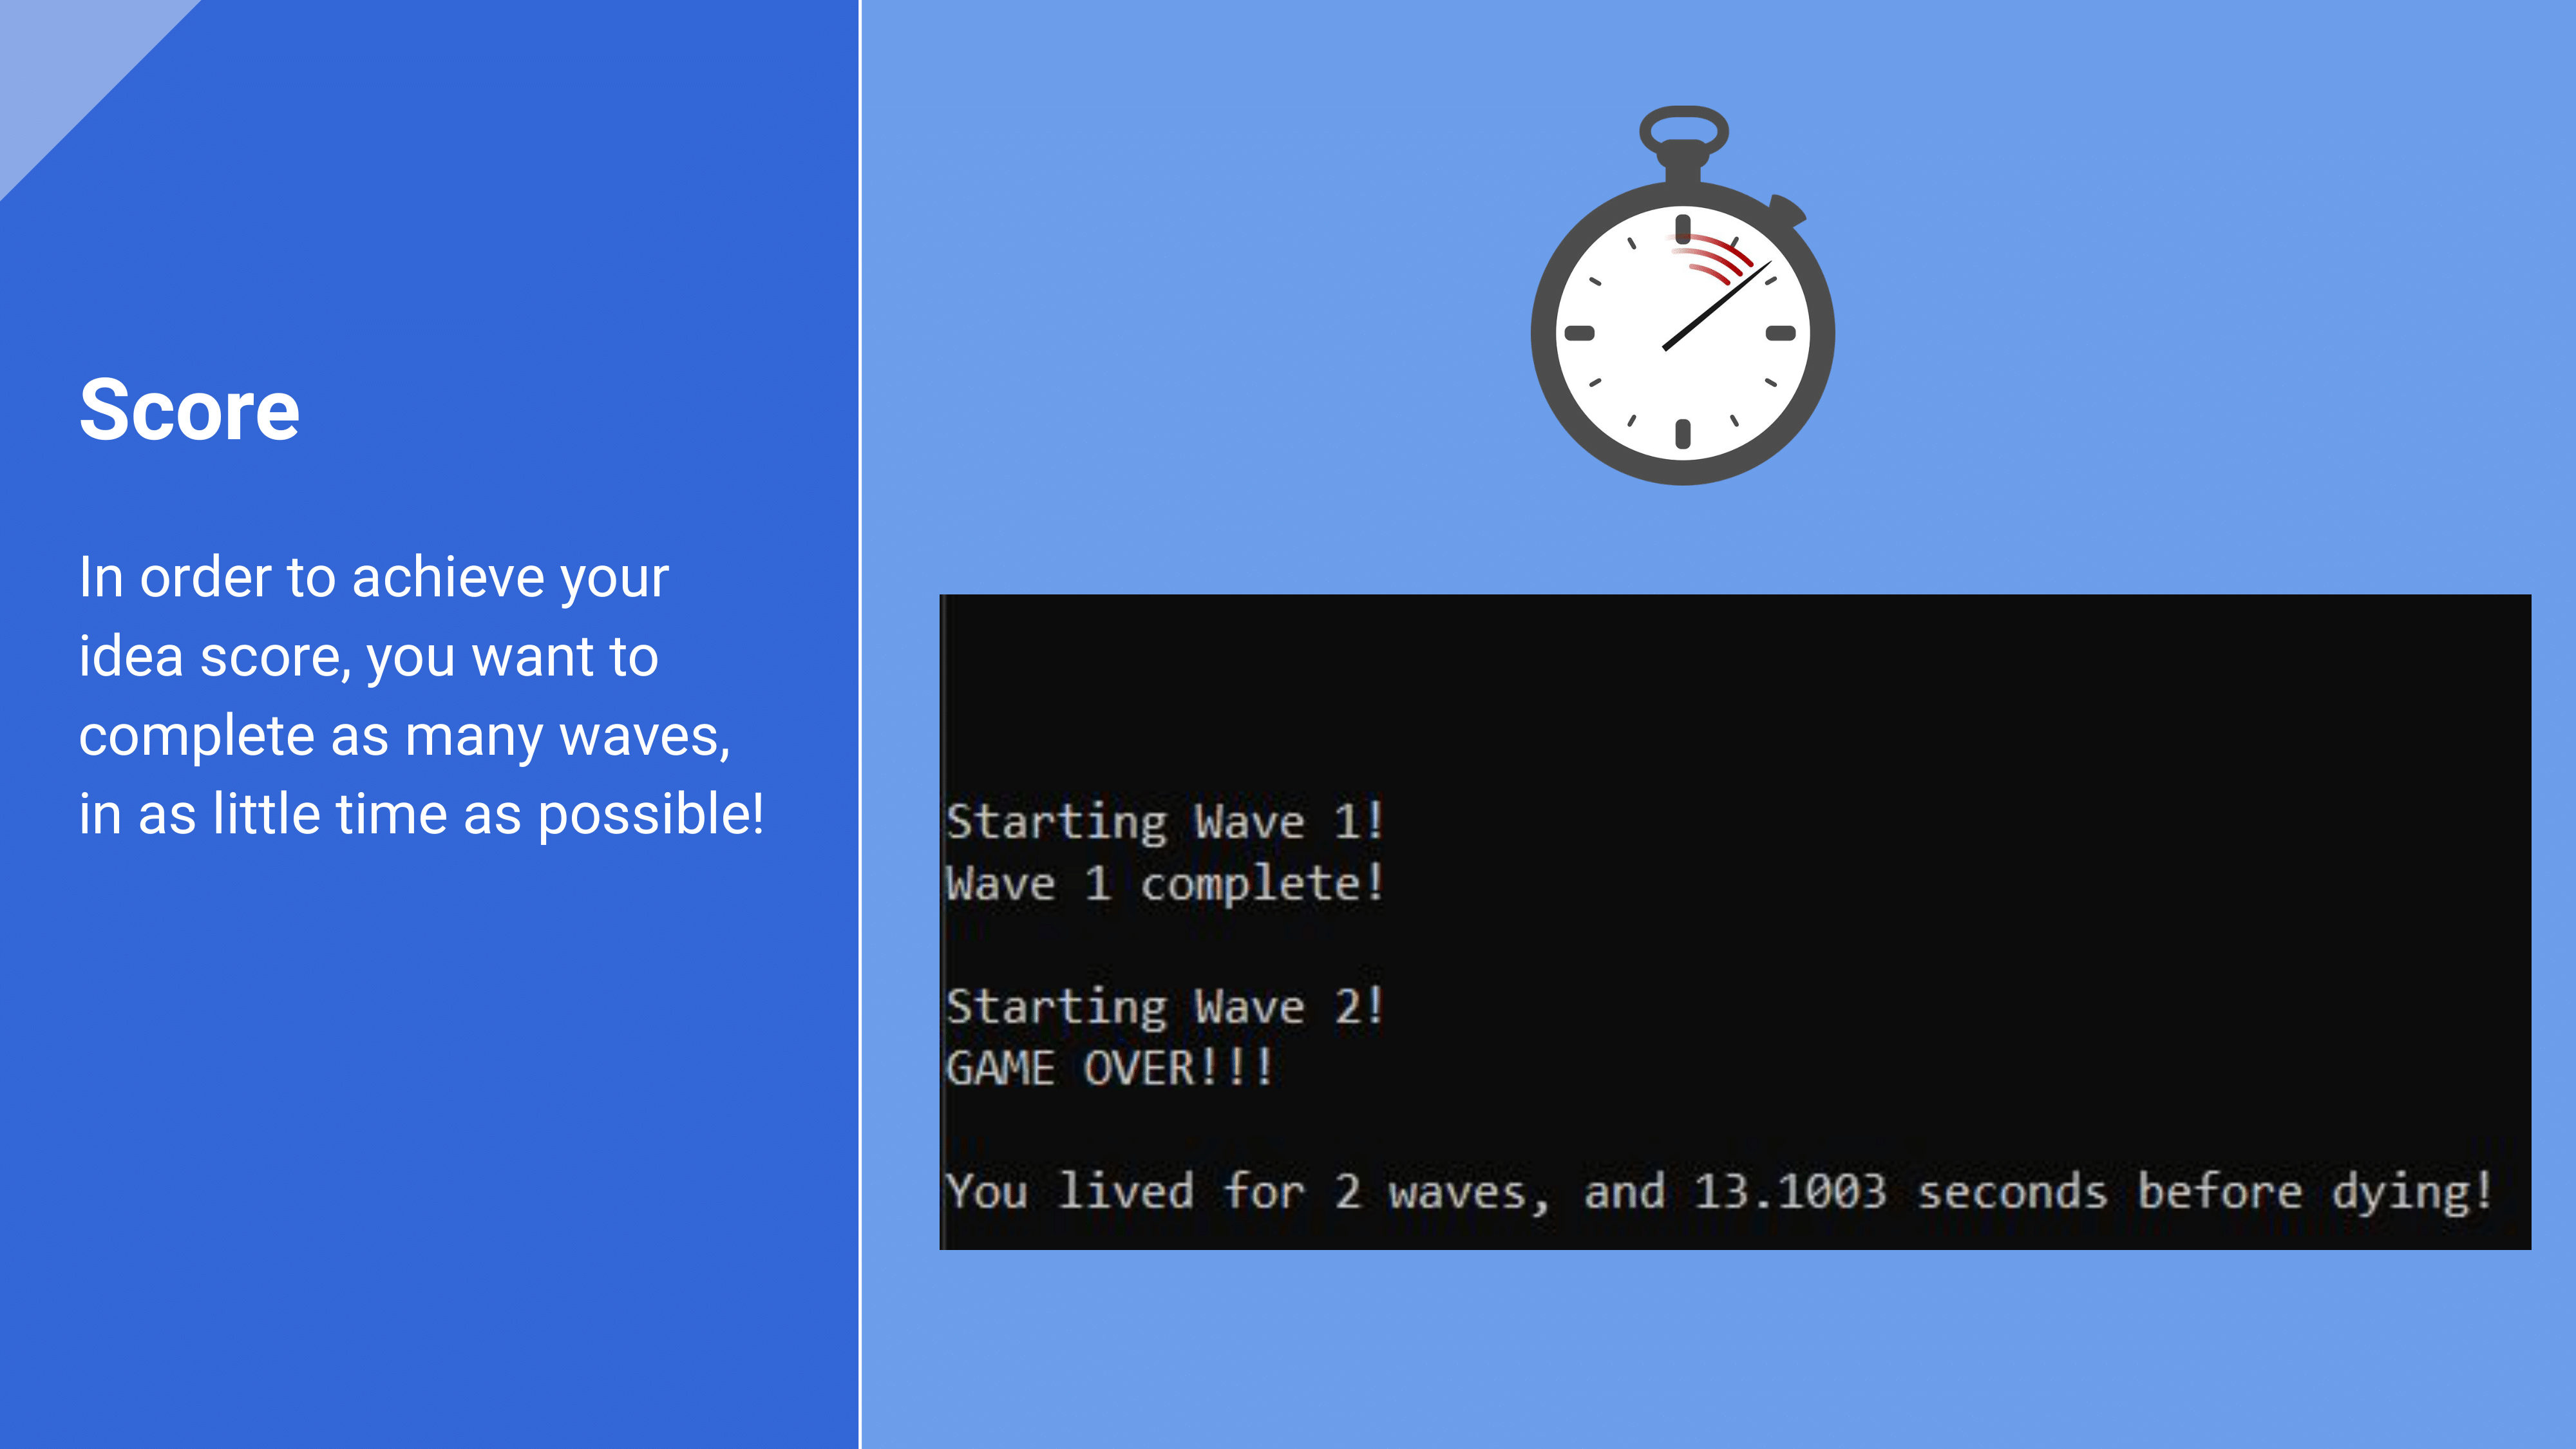 Score
In order to achieve your
idea score, you want to
complete as many waves,
in as little time as possible!
Starting Wave 1!
Wave 1 complete!
Starting Wave 2!
GAME OVER!!!
You lived for 2 waves, and 13.1003 seconds before dying!